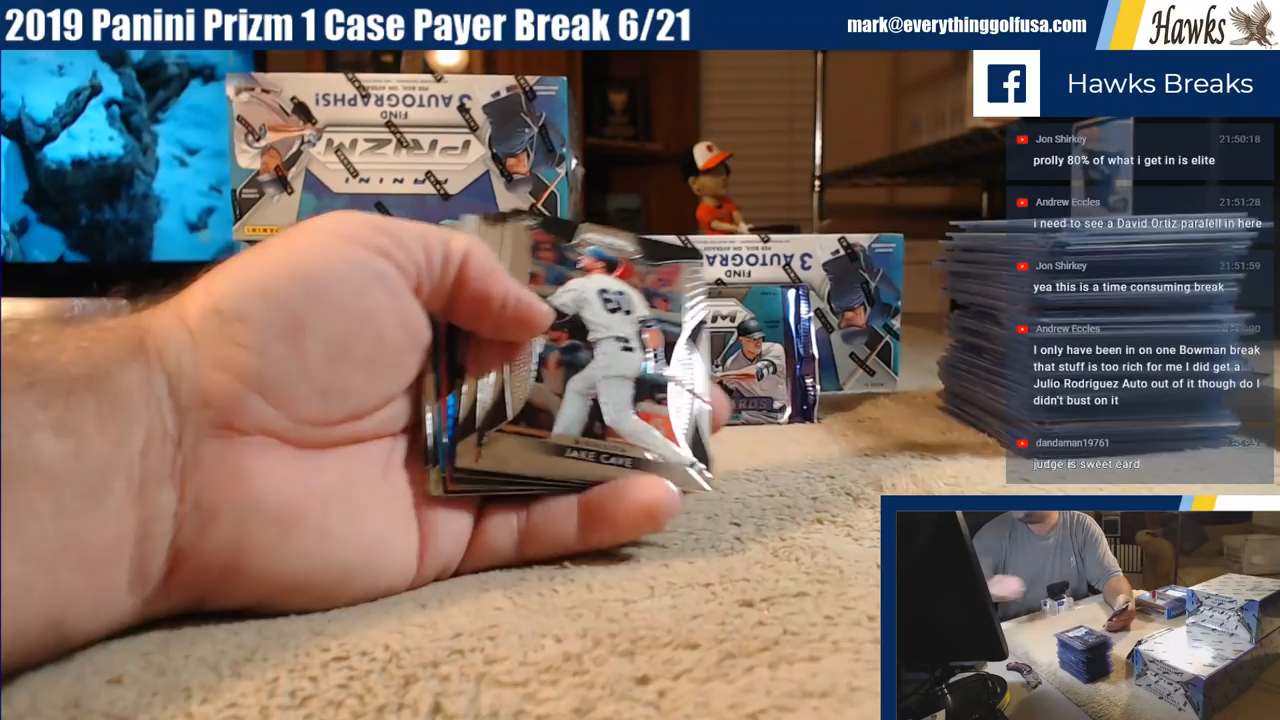 2019 Panini Prizm 1 Case Payer Break 6/21
mark@everythinggolfusa.com
Hawks
Hawks Breaks
Jon Shirkey 21:50:18
prolly 80% of what i get in is elite
Andrew Eccles 21:51:28
i need to see a David Ortiz paralell in here
Jon Shirkey 21:51:59
yea this is a time consuming break
Andrew Eccles
I only have been in on one Bowman break
that stuff is too rich for me I did get a
Julio Rodriguez Auto out of it though do I
didn't bust on it
dandaman19761
judge is sweet card
FIND
3 AUTOGRAPHS!
PANINI
PRIZM
FIND
3 AUTOGRA
JAKE CAVE